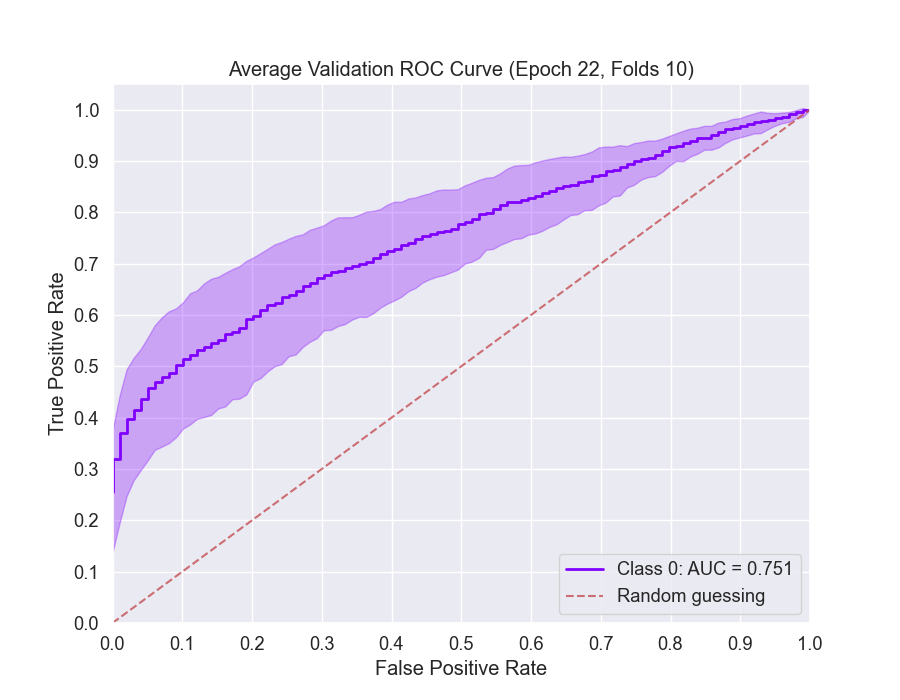 Average Validation ROC Curve (Epoch 22, Folds 10)
True Positive Rate
1.0
0.9
0.8
0.7
0.6
0.5
0.4
0.3
0.2
0.1
0.0
Class 0: AUC = 0.751
Random guessing
0.0 0.1 0.2 0.3 0.4 0.5 0.6 0.7 0.8 0.9 1.0
False Positive Rate